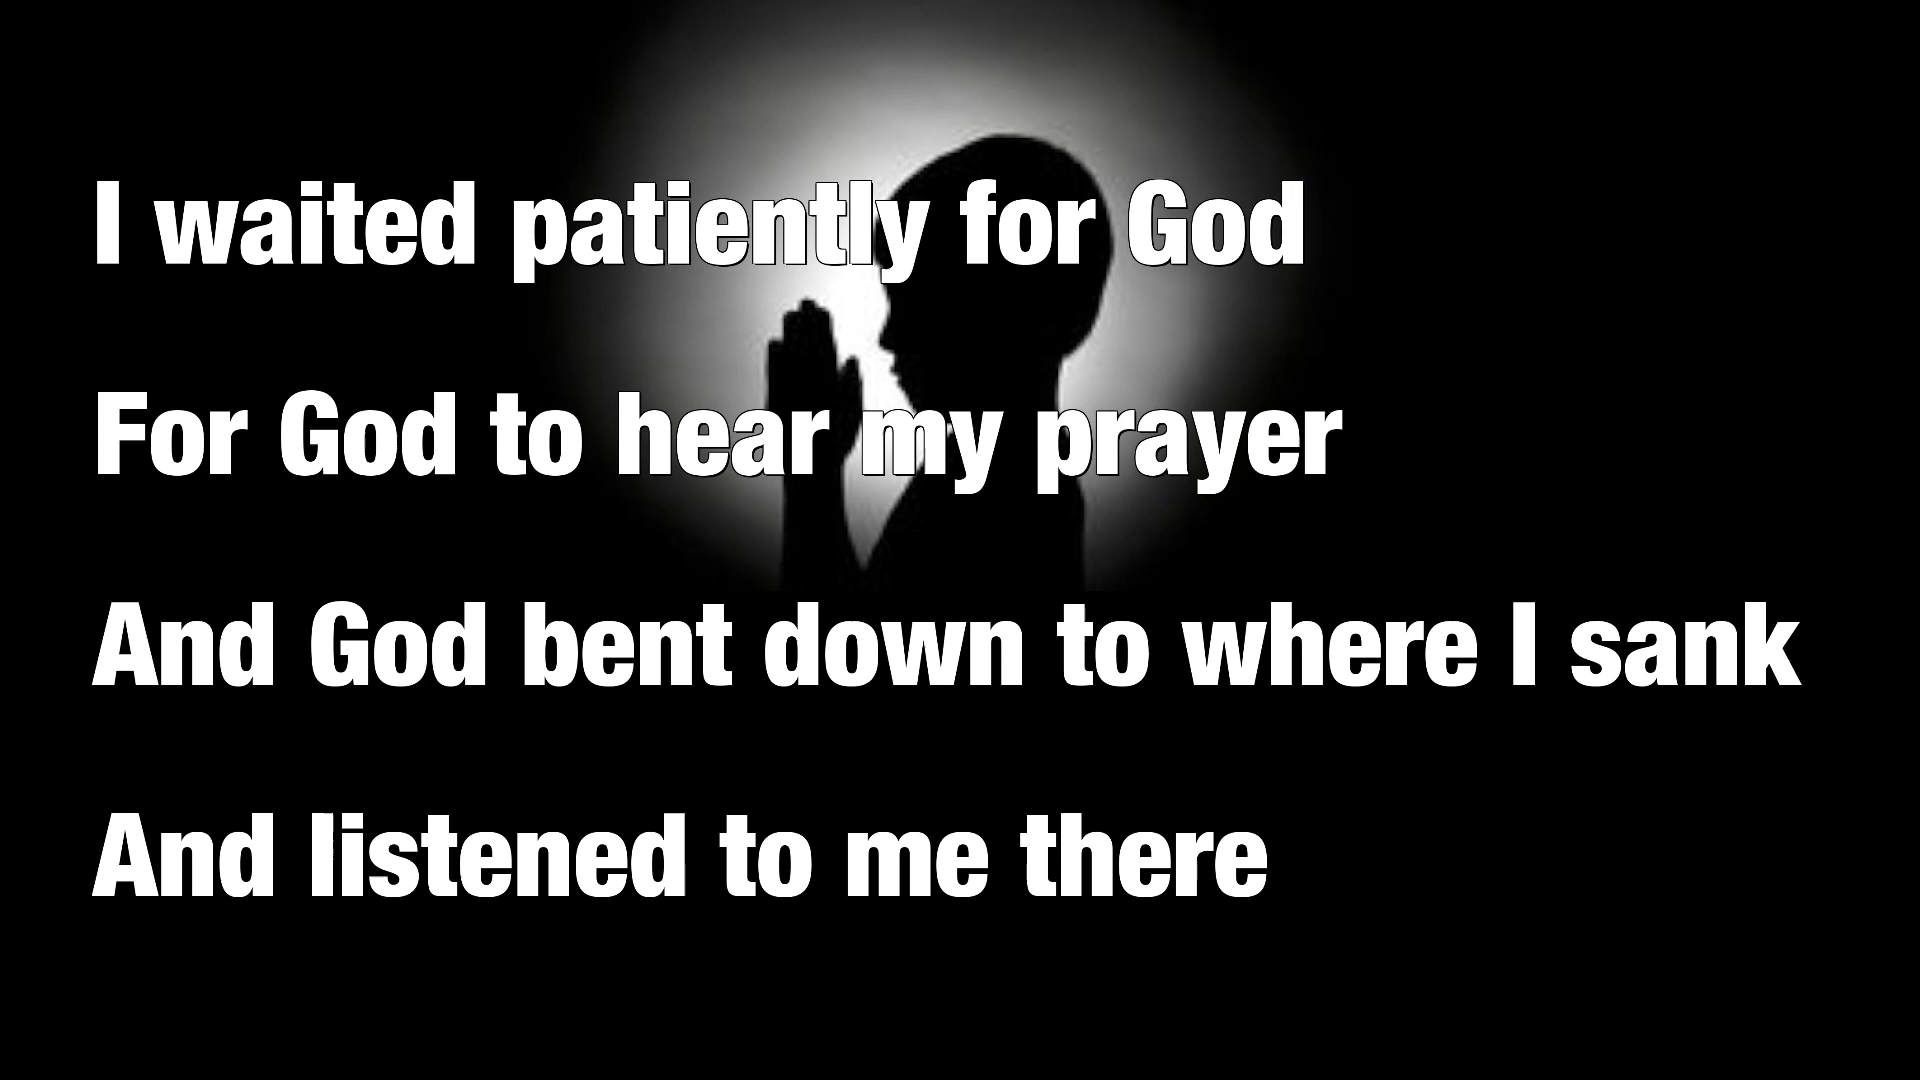 I waited patiently for God
For God to hear my prayer
And God bent down to where I sank
And listened to me there